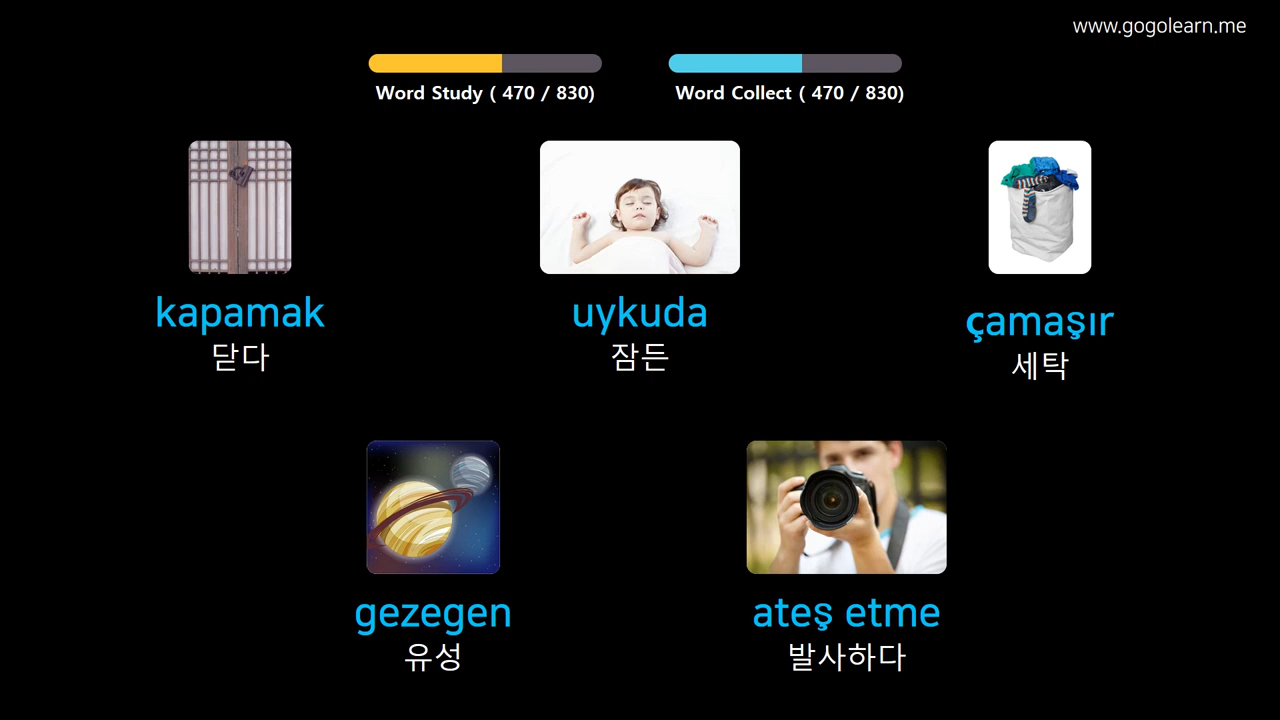 www.gogolearn.me
Word Study ( 470 / 830)
Word Collect ( 470 / 830)
kapamak
닫다
uykuda
잠든
çamaşır
세탁
gezegen
유성
ateş etme
발사하다